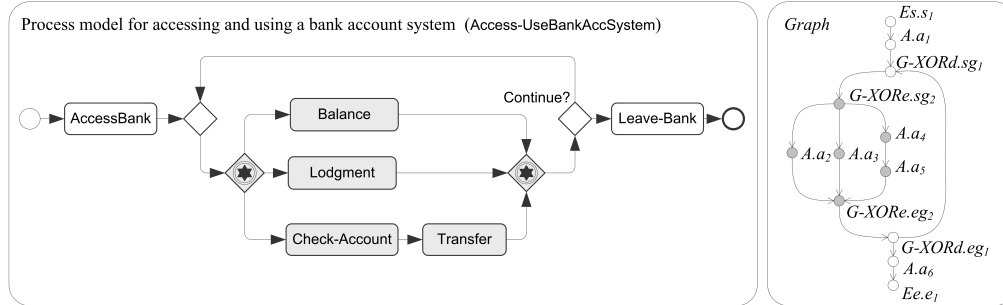 Process model for accessing and using a bank account system (Access-UseBankAccSystem)
Continue?
AccessBank
Balance
Leave-Bank
Lodgment
Check-Account
Transfer
Graph
Es.s1
A.a1
G-XORd.sg1
G-XORe.sg2
A.a4
A.a2
A.a3
A.a5
G-XORe.eg2
G-XORd.eg1
A.a6
Ee.e1